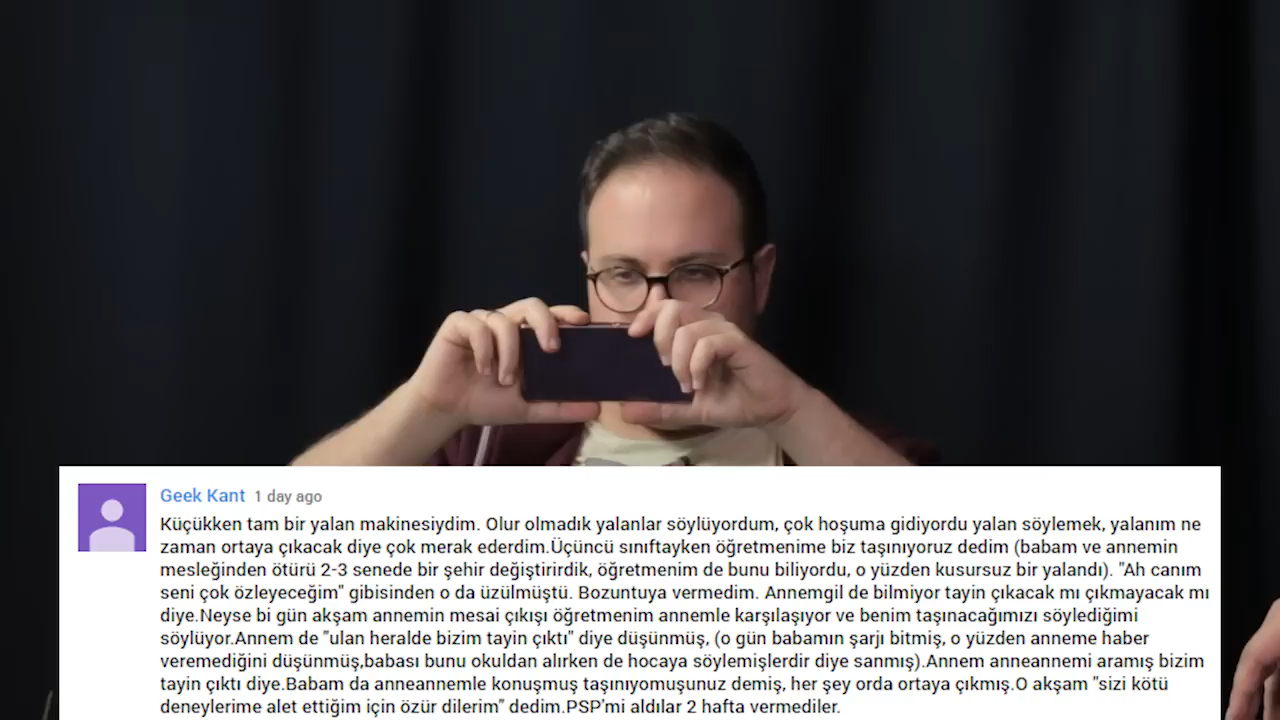 Geek Kant 1 day ago
Küçükken tam bir yalan makinesiydim. Olur olmadık yalanlar söylüyordum, çok hoşuma gidiyordu yalan söylemek, yalanım ne
zaman ortaya çıkacak diye çok merak ederdim.Üçüncü sınıftayken öğretmenime biz taşınıyoruz dedim (babam ve annemin
mesleğinden ötürü 2-3 senede bir şehir değiştirirdik, öğretmenim de bunu biliyordu, o yüzden kusursuz bir yalandı). "Ah canım
seni çok özleyeceğim" gibisinden o da üzülmüştü. Bozuntuya vermedim. Annemgil de bilmiyor tayin çıkacak mı çıkmayacak mı
diye.Neyse bi gün akşam annemin mesai çıkışı öğretmenim annemle karşılaşıyor ve benim taşınacağımızı söylediğimi
söylüyor.Annem de "ulan heralde bizim tayin çıktı" diye düşünmüş, (o gün babamın şarjı bitmiş, o yüzden anneme haber
veremediğini düşünmüş,babası bunu okuldan alırken de hocaya söylemişlerdir diye sanmış).Annem anneannemi aramış bizim
tayin çıktı diye.Babam da anneannemle konuşmuş taşınıyomuşunuz demiş, her şey orda ortaya çıkmış.O akşam "sizi kötü
deneylerime alet ettiğim için özür dilerim" dedim.PSP'mi aldılar 2 hafta vermediler.